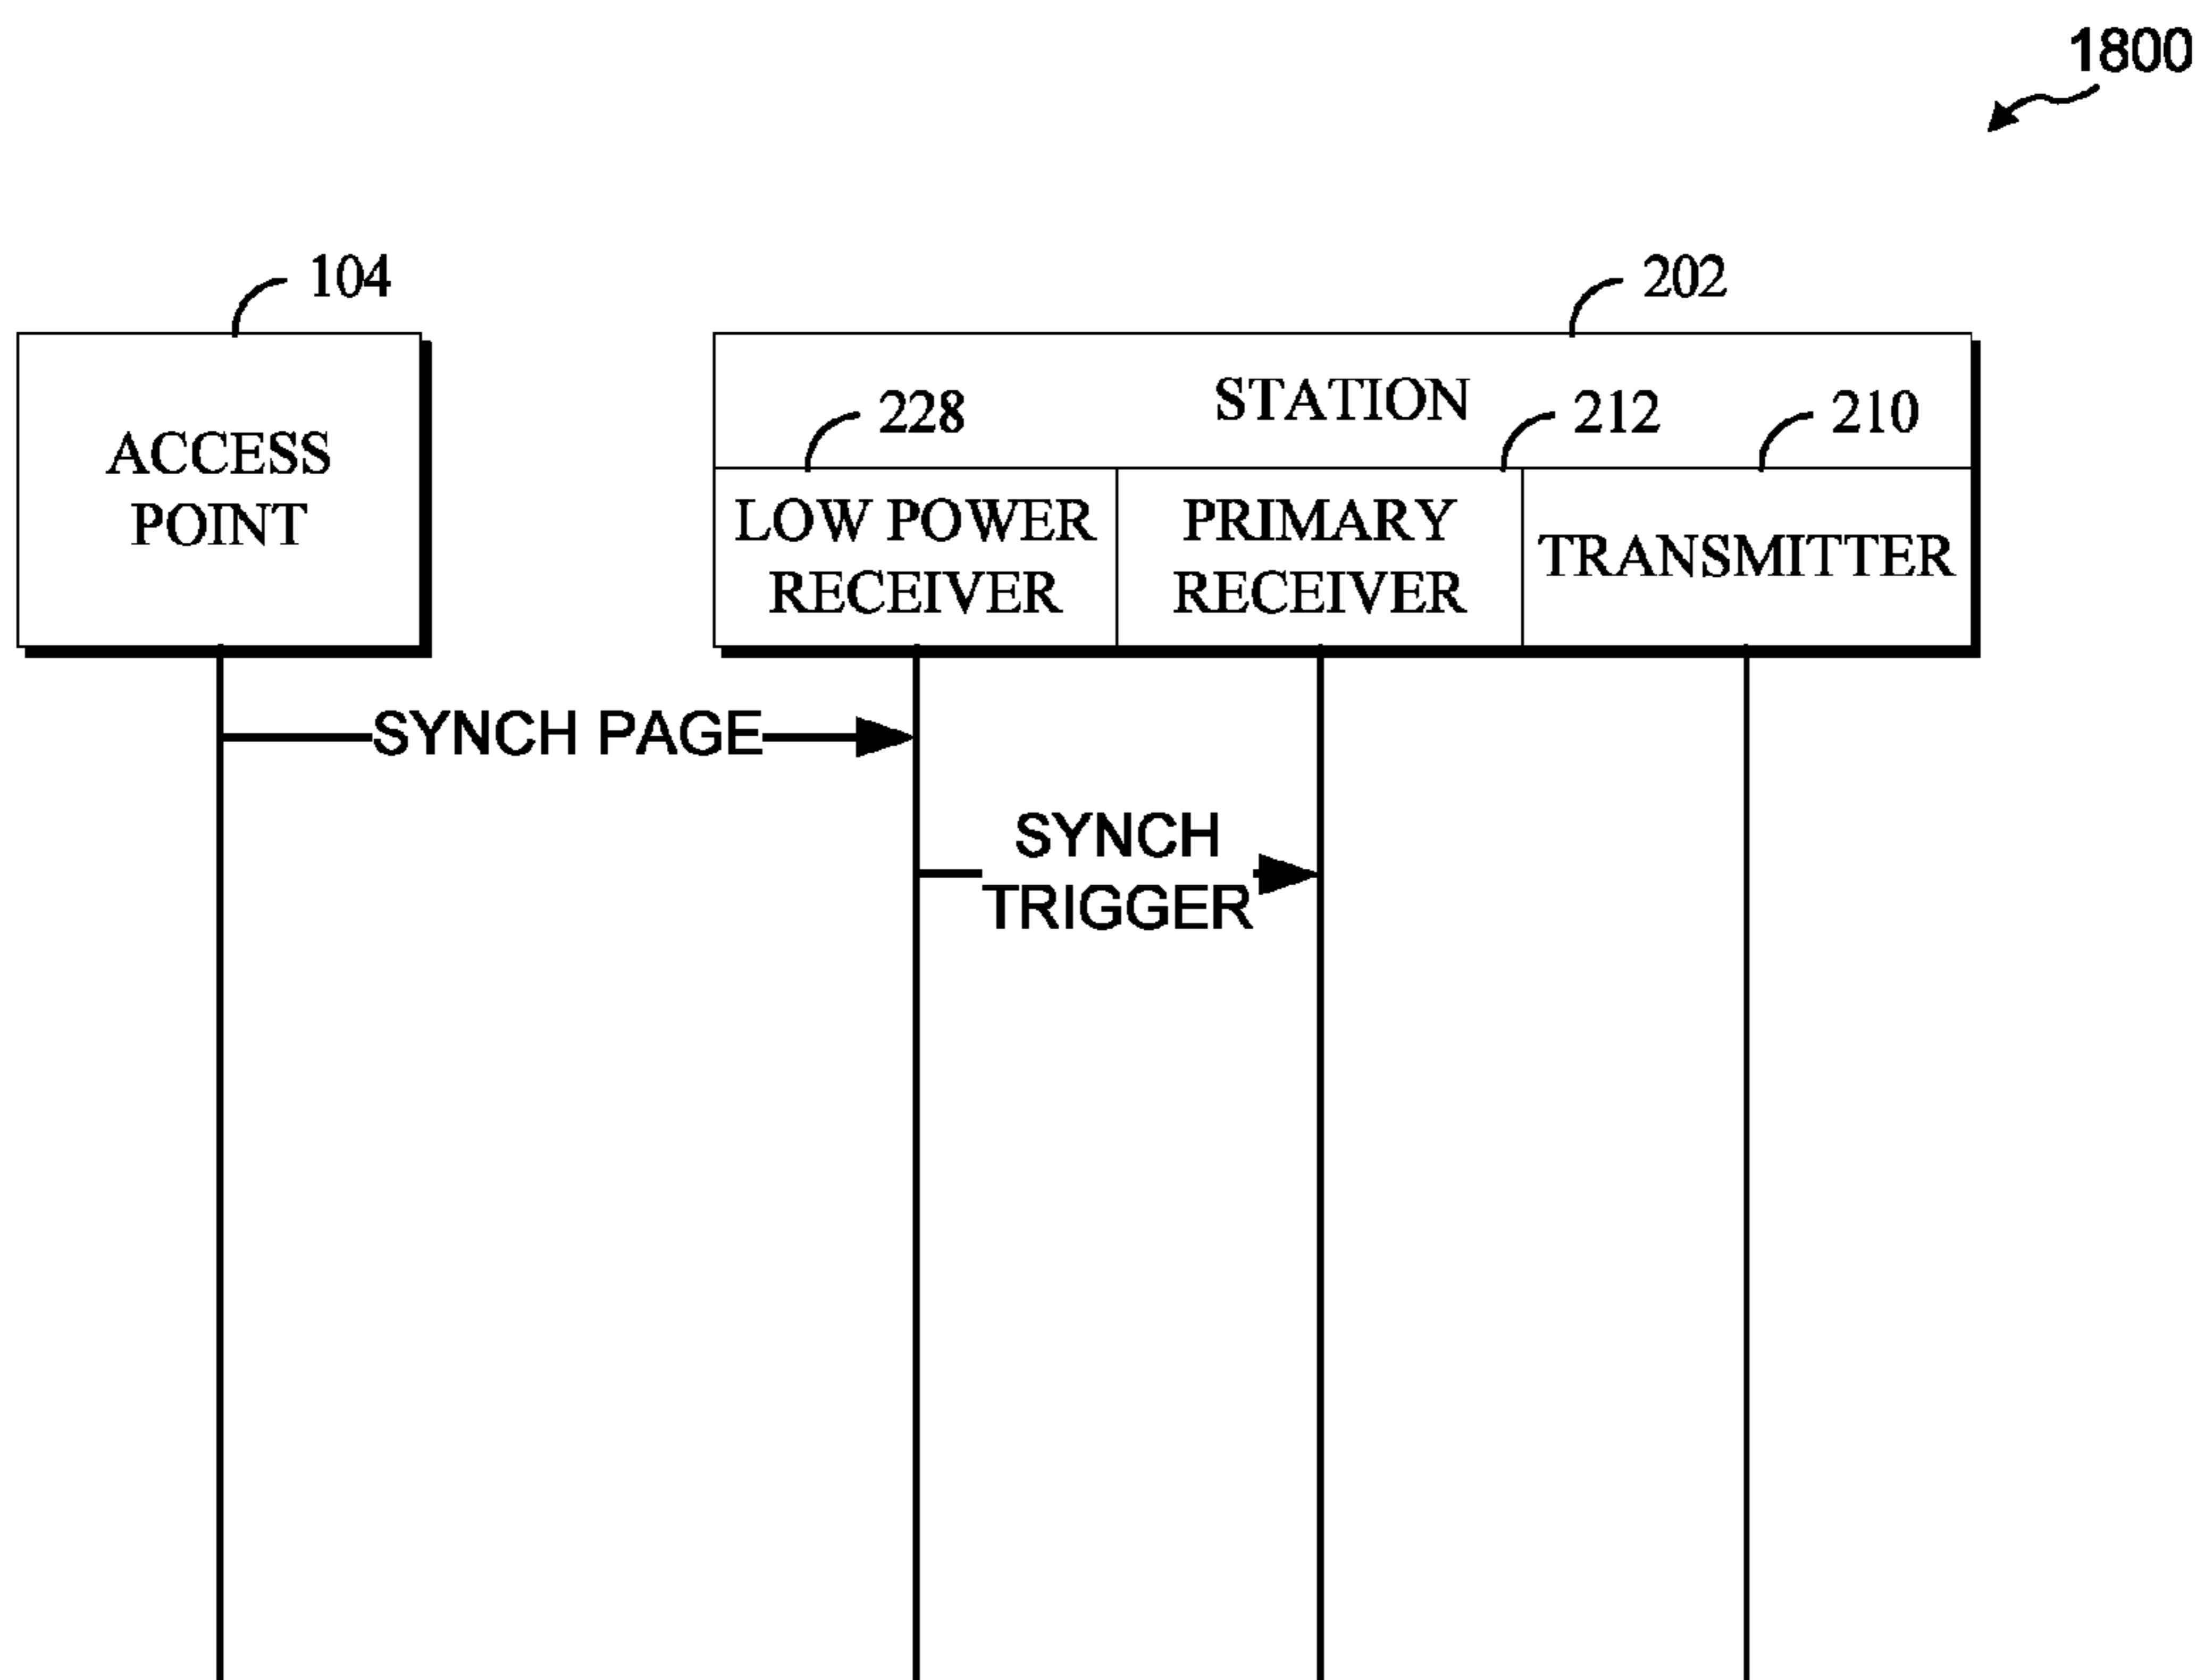 1800
104
202
ACCESS
POINT
STATION
228
212
210
LOW POWER
RECEIVER
PRIMARY
RECEIVER
TRANSMITTER
SYNCH PAGE
SYNCH
TRIGGER